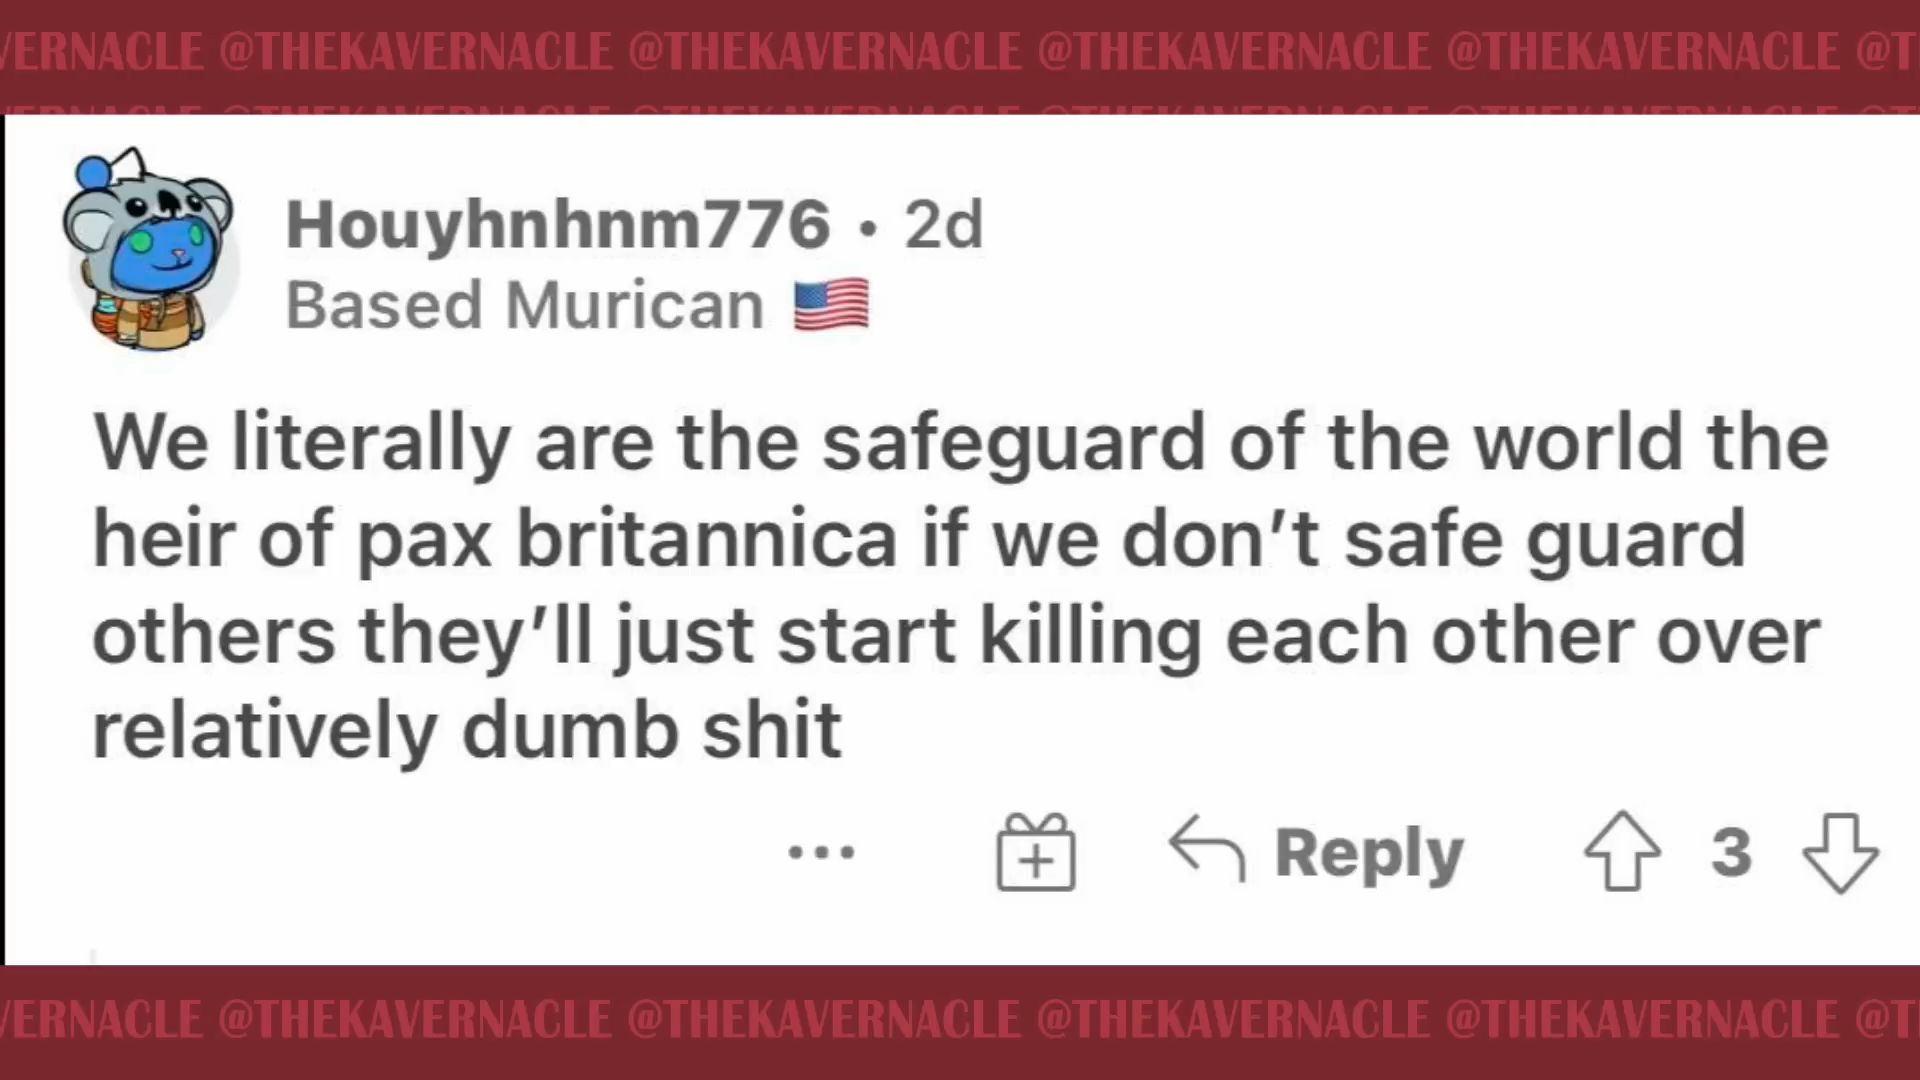 VERNACLE @THEKAVERNACLE @THEKAVERNACLE @THEKAVERNACLE @THEKAVERNACLE @T
Houyhnhnm776 • 2d
Based Murican 🇺🇸
We literally are the safeguard of the world the
heir of pax britannica if we don't safe guard
others they'll just start killing each other over
relatively dumb shit
... Reply 3
VERNACLE @THEKAVERNACLE @THEKAVERNACLE @THEKAVERNACLE @THEKAVERNACLE @T